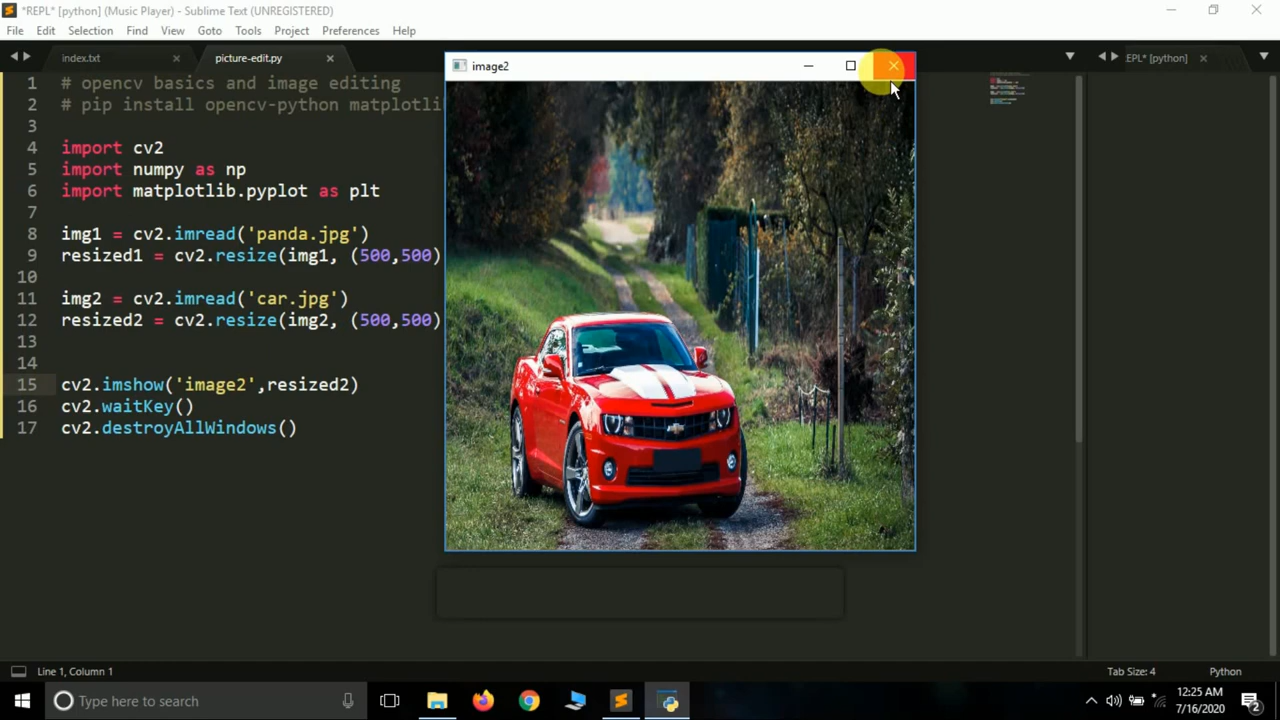 *REPL* [python] (Music Player) - Sublime Text (UNREGISTERED)
File Edit Selection Find View Goto Tools Project Preferences Help
index.txt picture-edit.py
EPL* [python]
image2
1 # opencv basics and image editing
2 # pip install opencv-python matplotli
3
4 import cv2
5 import numpy as np
6 import matplotlib.pyplot as plt
7
8 img1 = cv2.imread('panda.jpg')
9 resized1 = cv2.resize(img1, (500,500)
10
11 img2 = cv2.imread('car.jpg')
12 resized2 = cv2.resize(img2, (500,500)
13
14
15 cv2.imshow('image2',resized2)
16 cv2.waitKey()
17 cv2.destroyAllWindows()
Line 1, Column 1 Tab Size: 4 Python
Type here to search
12:25 AM
7/16/2020
2